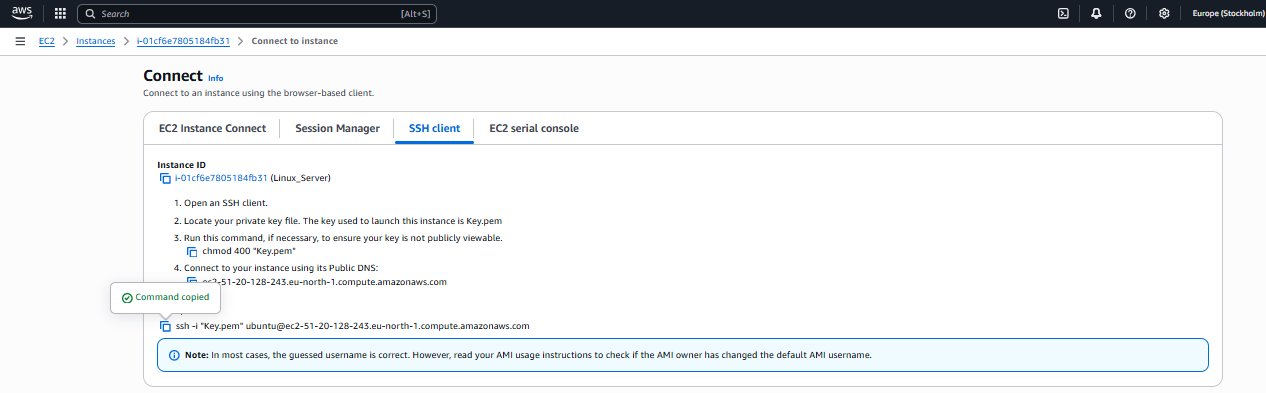 aws
Search [Alt+S] Europe (Stockholm)
EC2 > Instances > i-01cf6e7805184fb31 > Connect to instance
Connect Info
Connect to an instance using the browser-based client.
EC2 Instance Connect Session Manager SSH client EC2 serial console
Instance ID
i-01cf6e7805184fb31 (Linux_Server)
1. Open an SSH client.
2. Locate your private key file. The key used to launch this instance is Key.pem
3. Run this command, if necessary, to ensure your key is not publicly viewable.
chmod 400 "Key.pem"
4. Connect to your instance using its Public DNS:
ec2-51-20-128-243.eu-north-1.compute.amazonaws.com
Command copied
ssh -i "Key.pem" ubuntu@ec2-51-20-128-243.eu-north-1.compute.amazonaws.com
Note: In most cases, the guessed username is correct. However, read your AMI usage instructions to check if the AMI owner has changed the default AMI username.